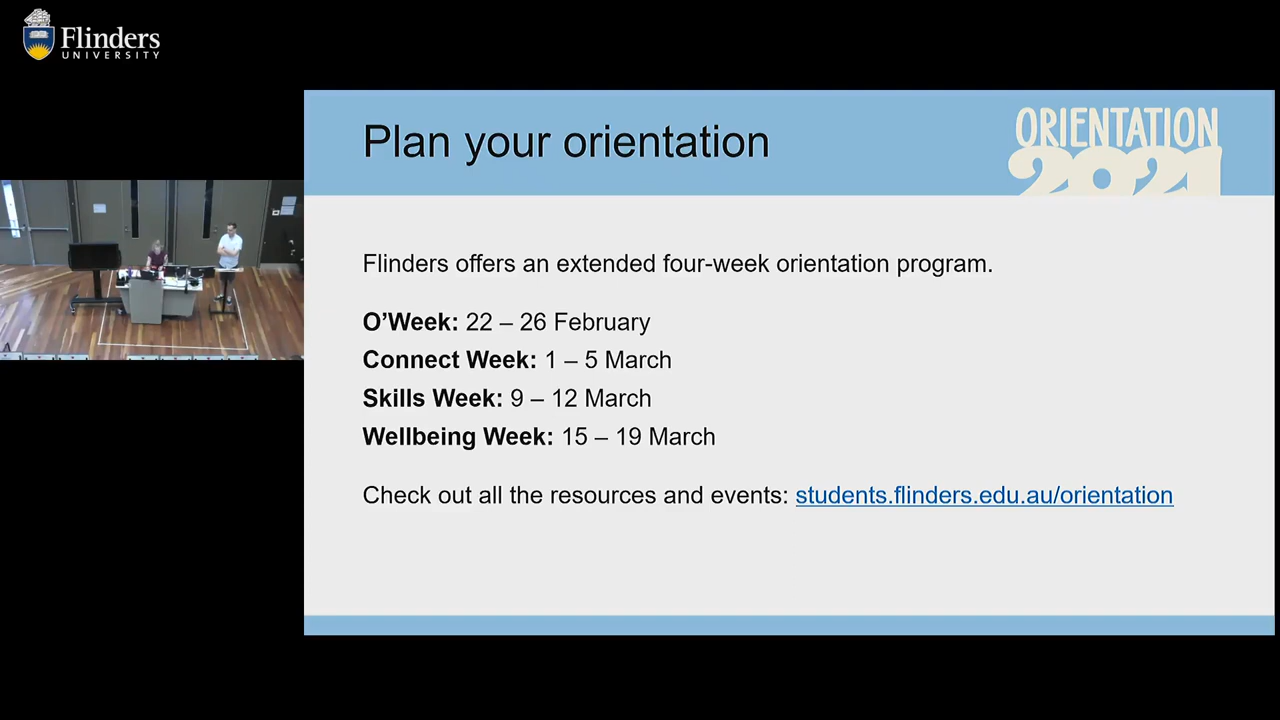 Flinders
UNIVERSITY
Plan your orientation
ORIENTATION
2021
Flinders offers an extended four-week orientation program.
O’Week: 22 – 26 February
Connect Week: 1 – 5 March
Skills Week: 9 – 12 March
Wellbeing Week: 15 – 19 March
Check out all the resources and events: students.flinders.edu.au/orientation